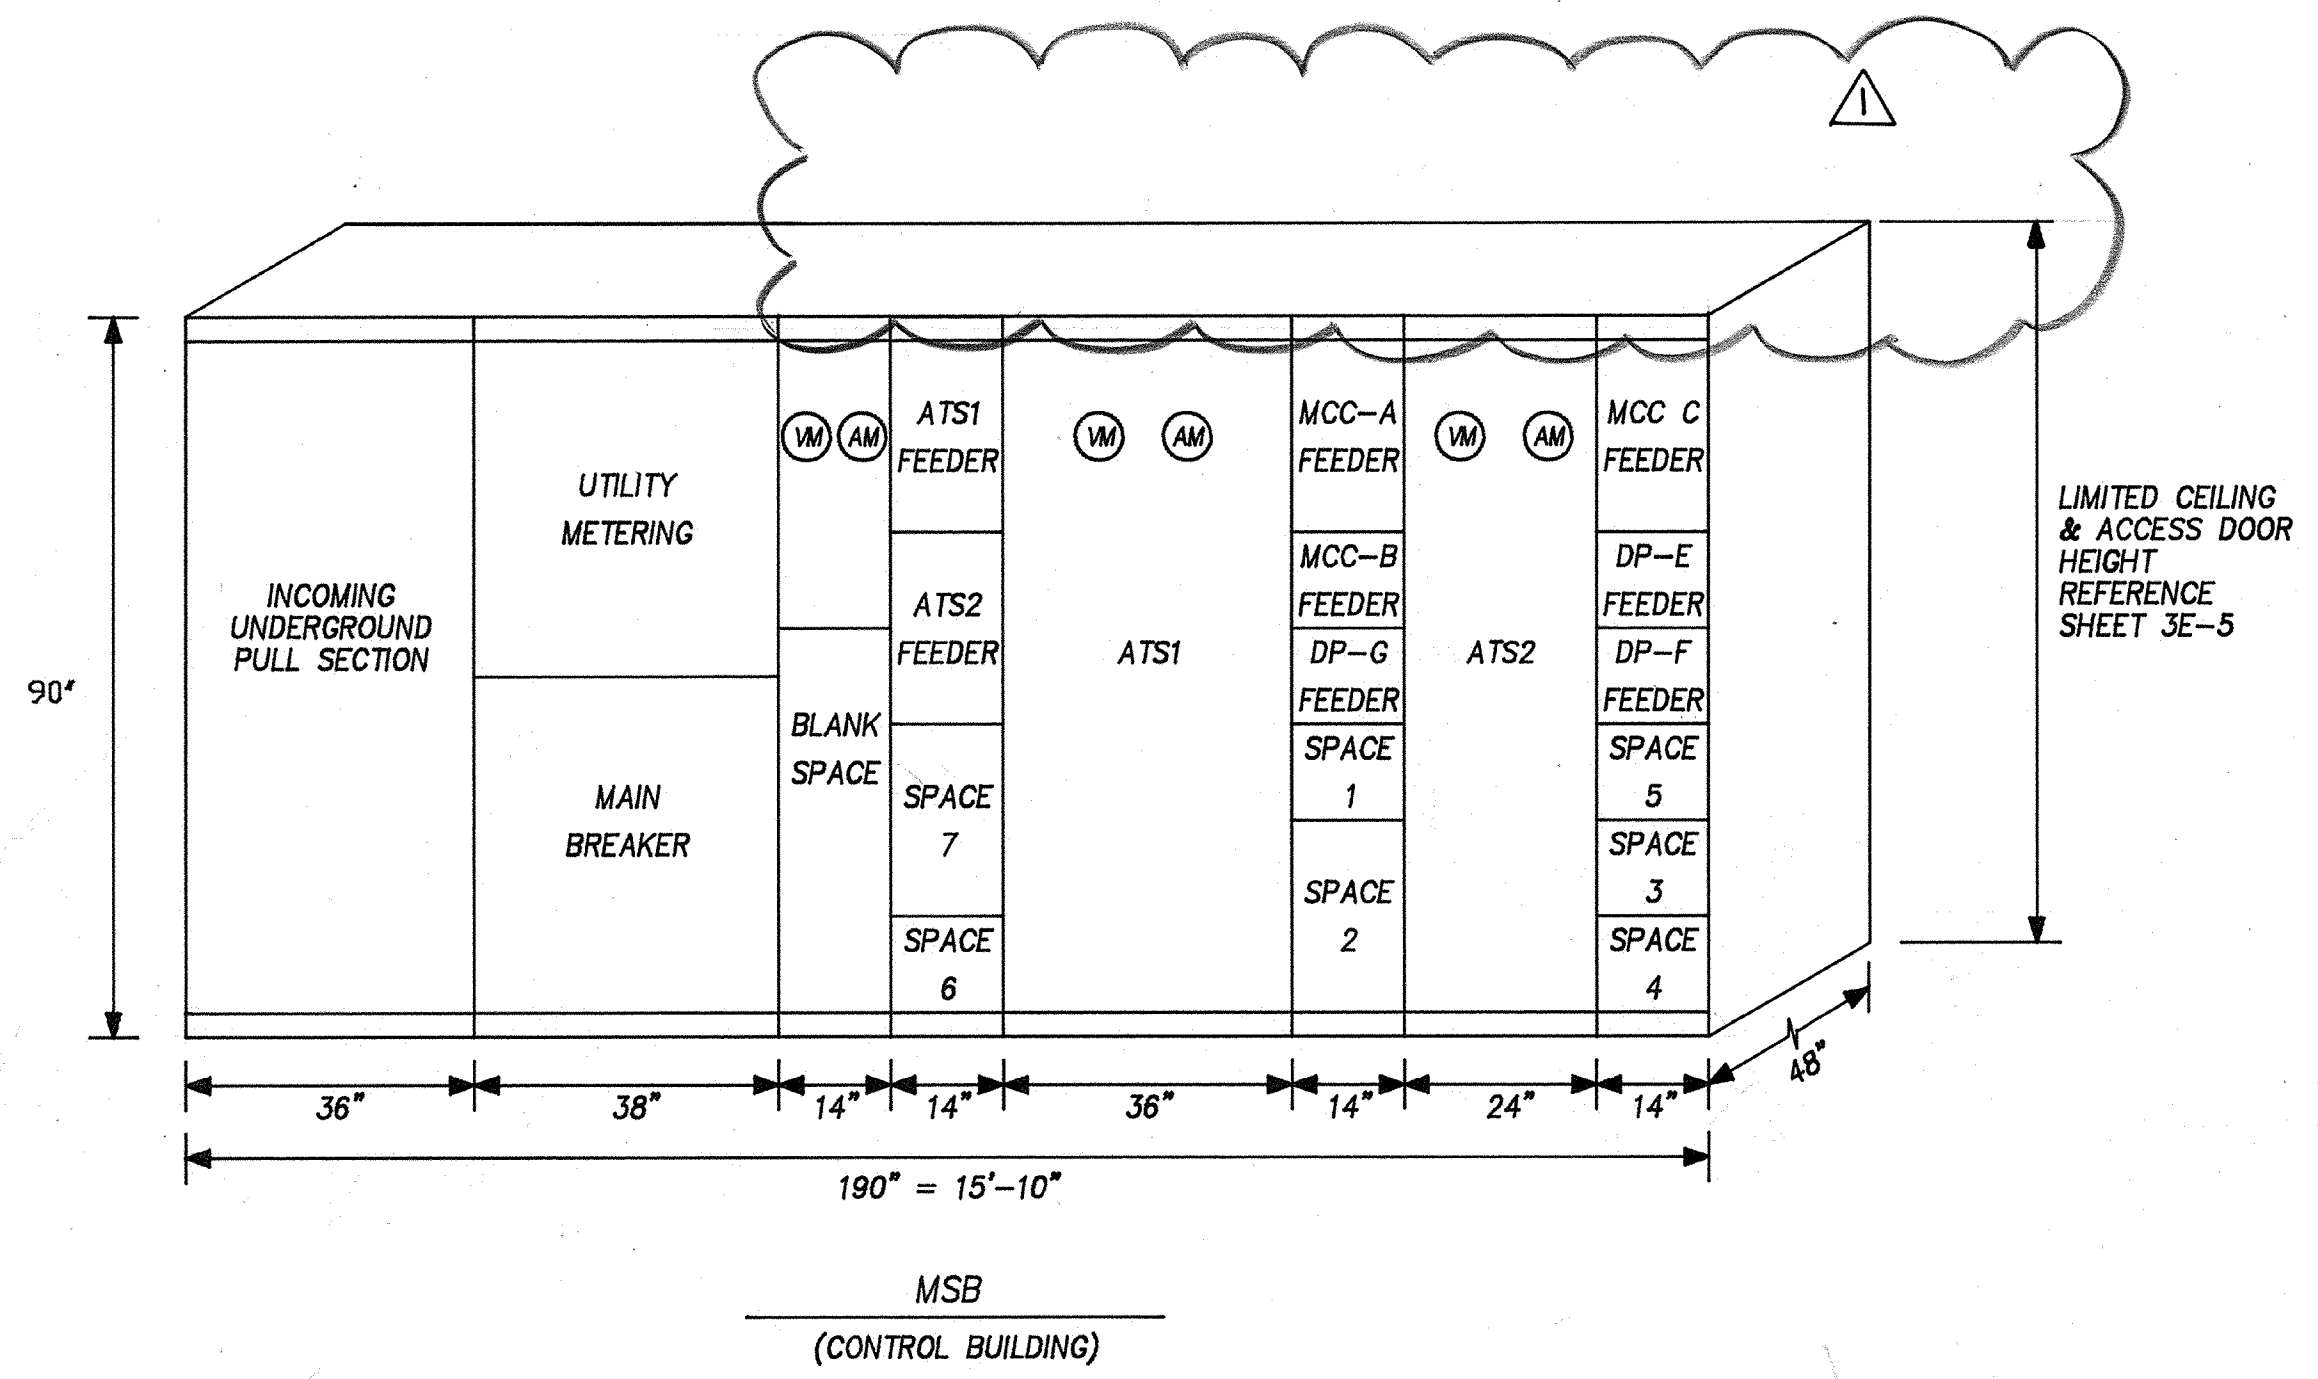 1
VM AM
ATS1
FEEDER
VM AM
MCC-A
FEEDER
VM AM
MCC C
FEEDER
UTILITY
METERING
LIMITED CEILING
& ACCESS DOOR
HEIGHT
REFERENCE
SHEET 3E-5
INCOMING
UNDERGROUND
PULL SECTION
ATS2
FEEDER
ATS1
MCC-B
FEEDER
DP-G
FEEDER
ATS2
DP-E
FEEDER
DP-F
FEEDER
90"
BLANK
SPACE
MAIN
BREAKER
SPACE
7
SPACE
1
SPACE
5
SPACE
3
SPACE
6
SPACE
2
SPACE
4
48"
36" 38" 14" 14" 36" 14" 24" 14"
190" = 15'-10"
MSB
(CONTROL BUILDING)